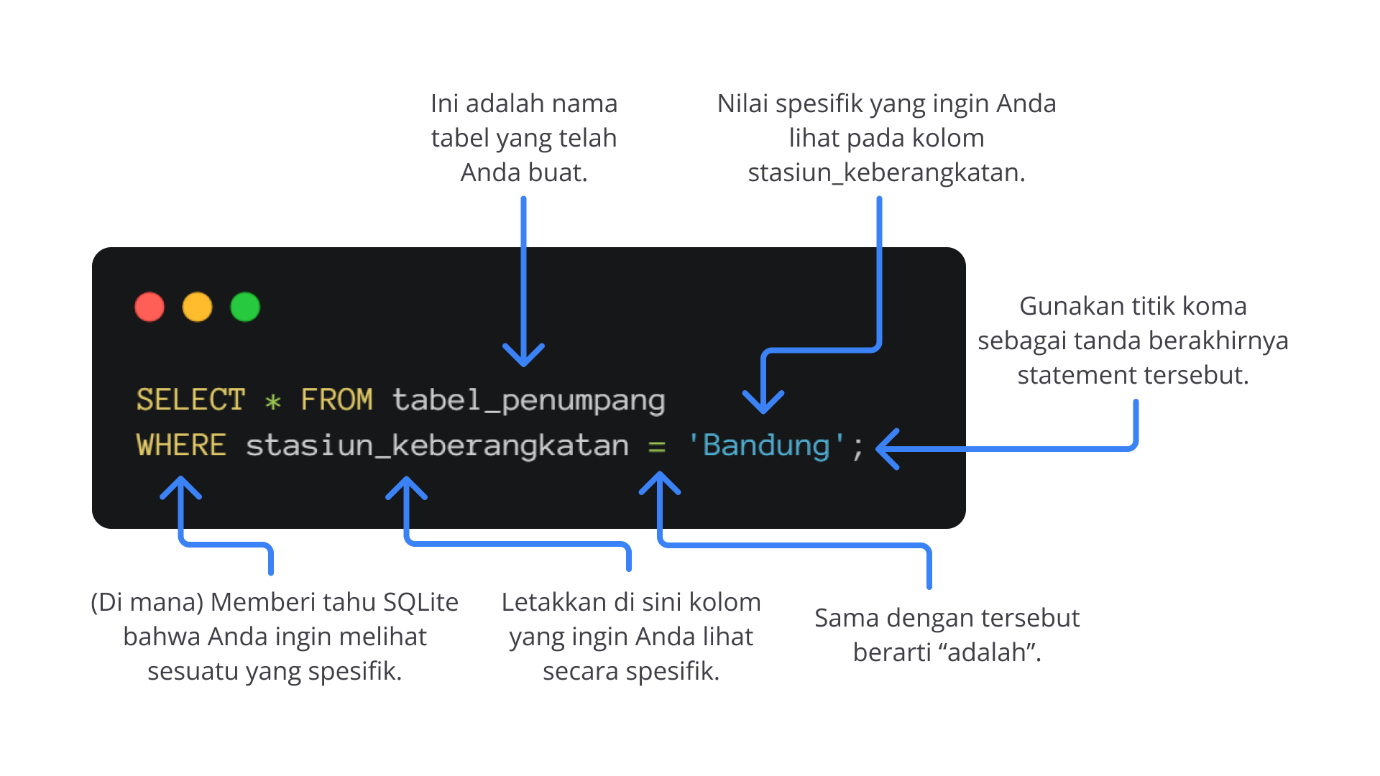 Ini adalah nama
tabel yang telah
Anda buat.
Nilai spesifik yang ingin Anda
lihat pada kolom
stasiun_keberangkatan.
Gunakan titik koma
sebagai tanda berakhirnya
statement tersebut.
SELECT * FROM tabel_penumpang
WHERE stasiun_keberangkatan = 'Bandung';
(Di mana) Memberi tahu SQLite
bahwa Anda ingin melihat
sesuatu yang spesifik.
Letakkan di sini kolom
yang ingin Anda lihat
secara spesifik.
Sama dengan tersebut
berarti “adalah”.